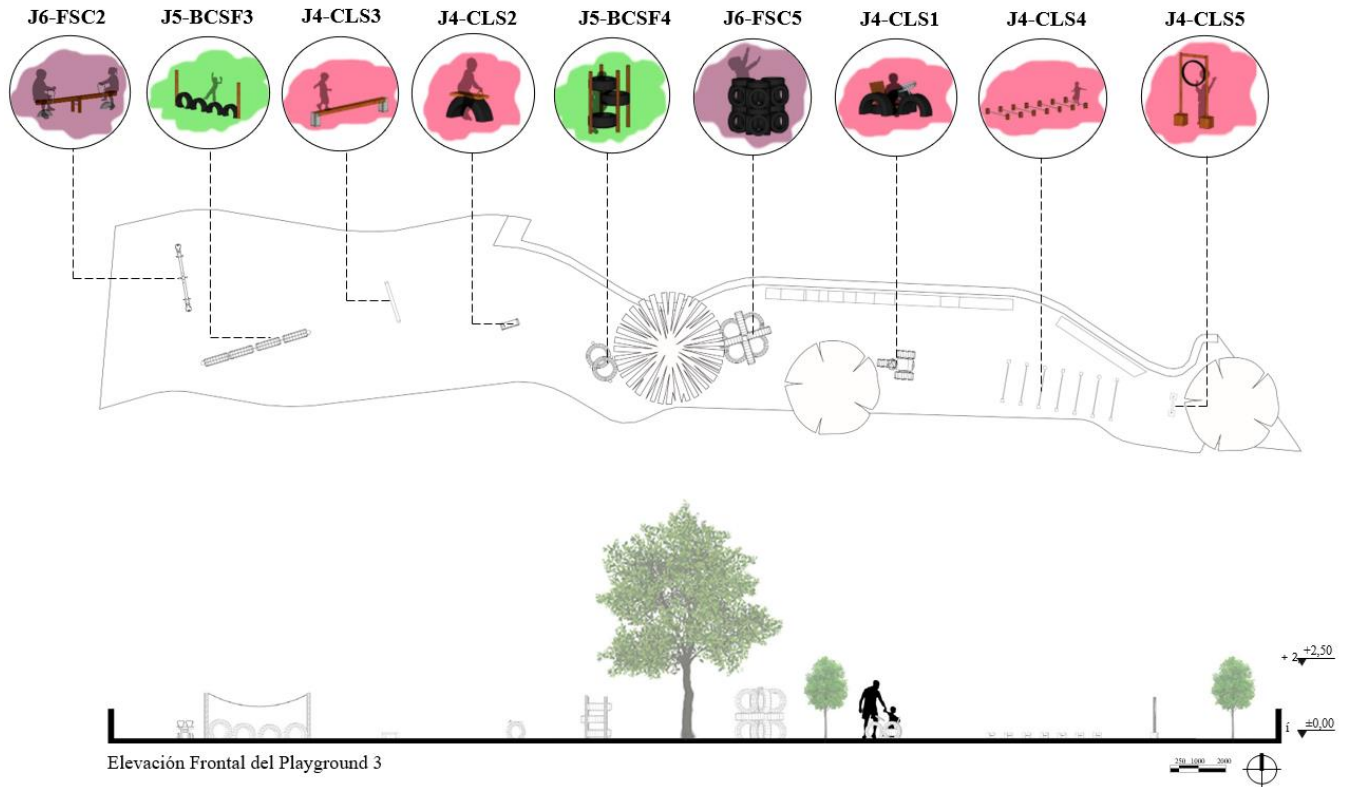 J6-FSC2
J5-BCSF3
J4-CLS3
J4-CLS2
J5-BCSF4
J6-FSC5
J4-CLS1
J4-CLS4
J4-CLS5
+ 2 +2,50
í ±0,00
Elevación Frontal del Playground 3
250 1000 2000